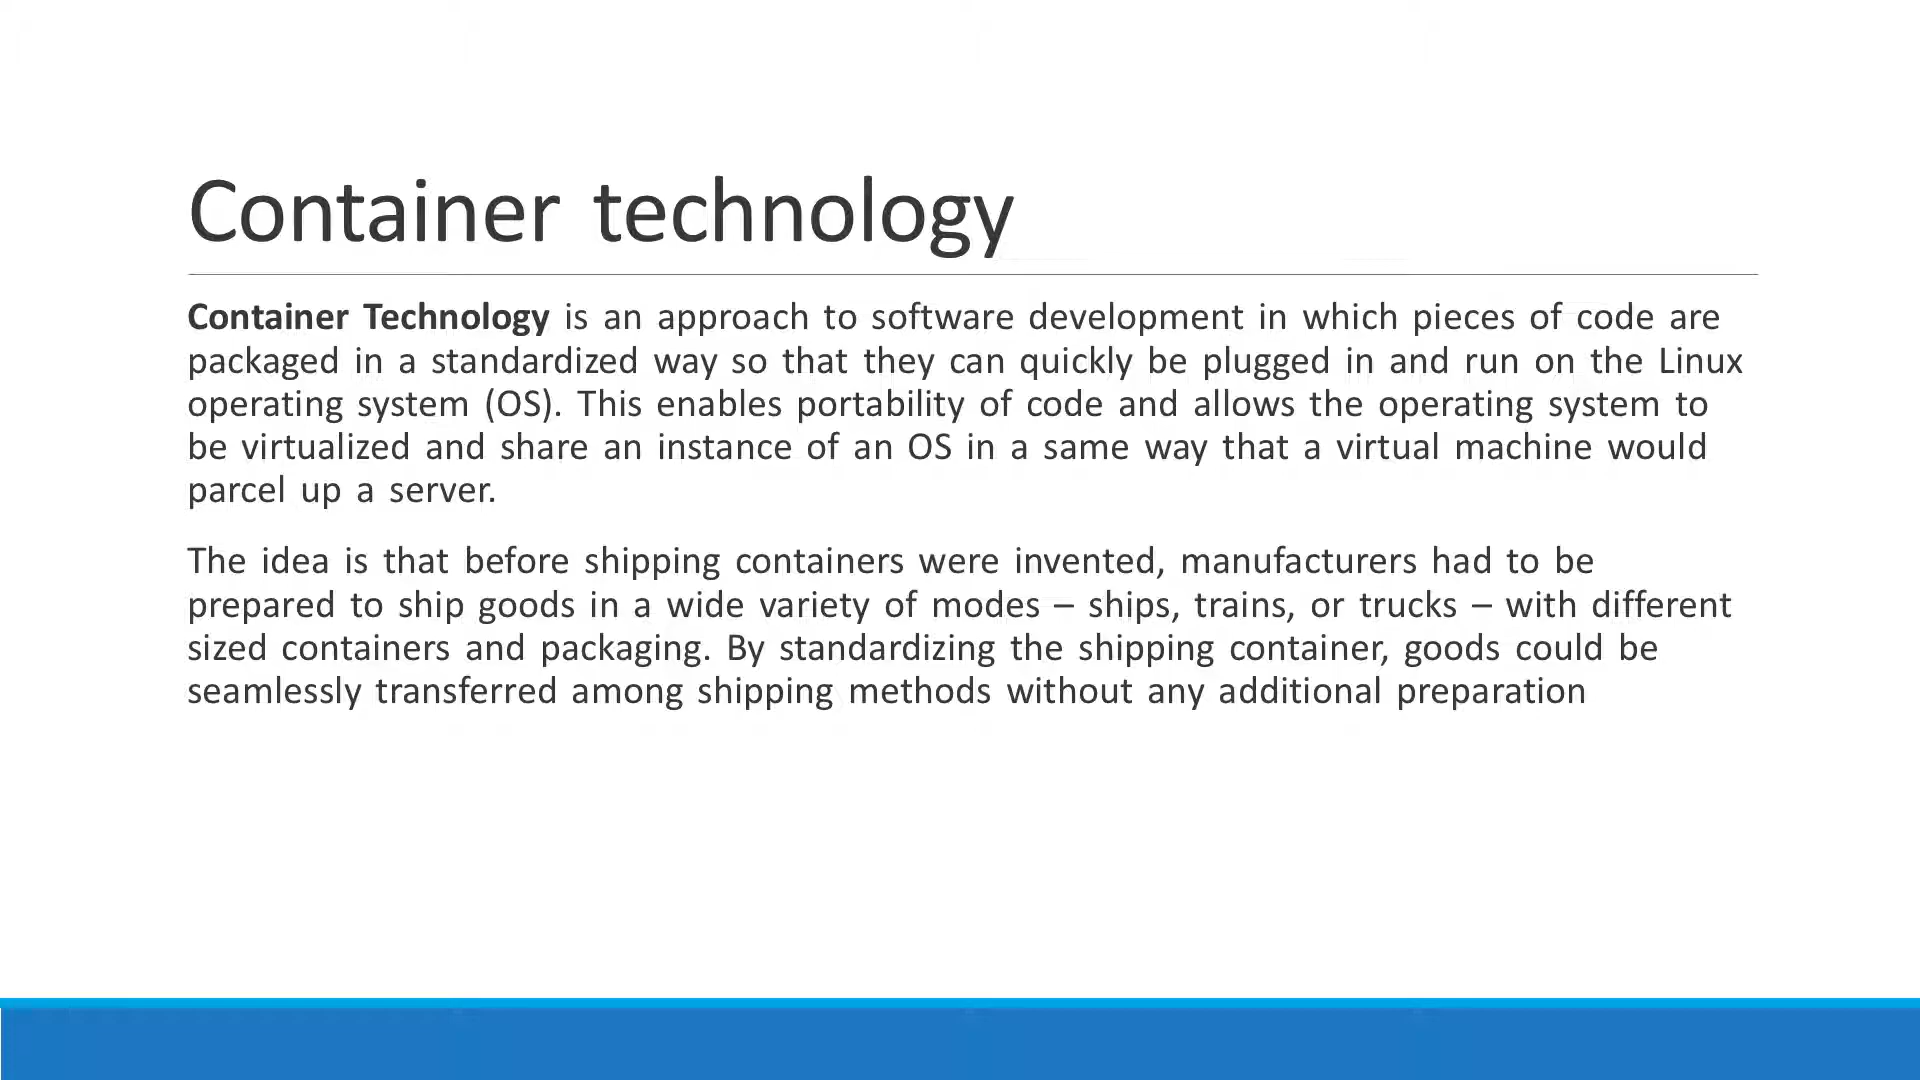 Container technology
Container Technology is an approach to software development in which pieces of code are
packaged in a standardized way so that they can quickly be plugged in and run on the Linux
operating system (OS). This enables portability of code and allows the operating system to
be virtualized and share an instance of an OS in a same way that a virtual machine would
parcel up a server.
The idea is that before shipping containers were invented, manufacturers had to be
prepared to ship goods in a wide variety of modes – ships, trains, or trucks – with different
sized containers and packaging. By standardizing the shipping container, goods could be
seamlessly transferred among shipping methods without any additional preparation